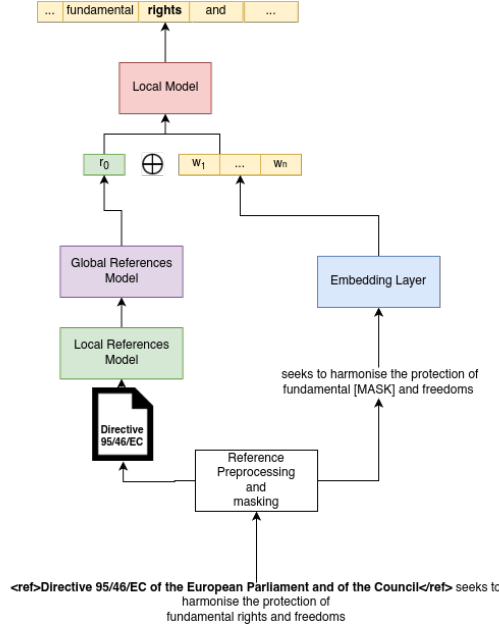 ... fundamental rights and ...
Local Model
r0 ⊕ w1 ... wn
Global References
Model
Embedding Layer
Local References
Model
seeks to harmonise the protection of
fundamental [MASK] and freedoms
Directive
95/46/EC
Reference
Preprocessing
and
masking
<ref>Directive 95/46/EC of the European Parliament and of the Council</ref> seeks to
harmonise the protection of
fundamental rights and freedoms